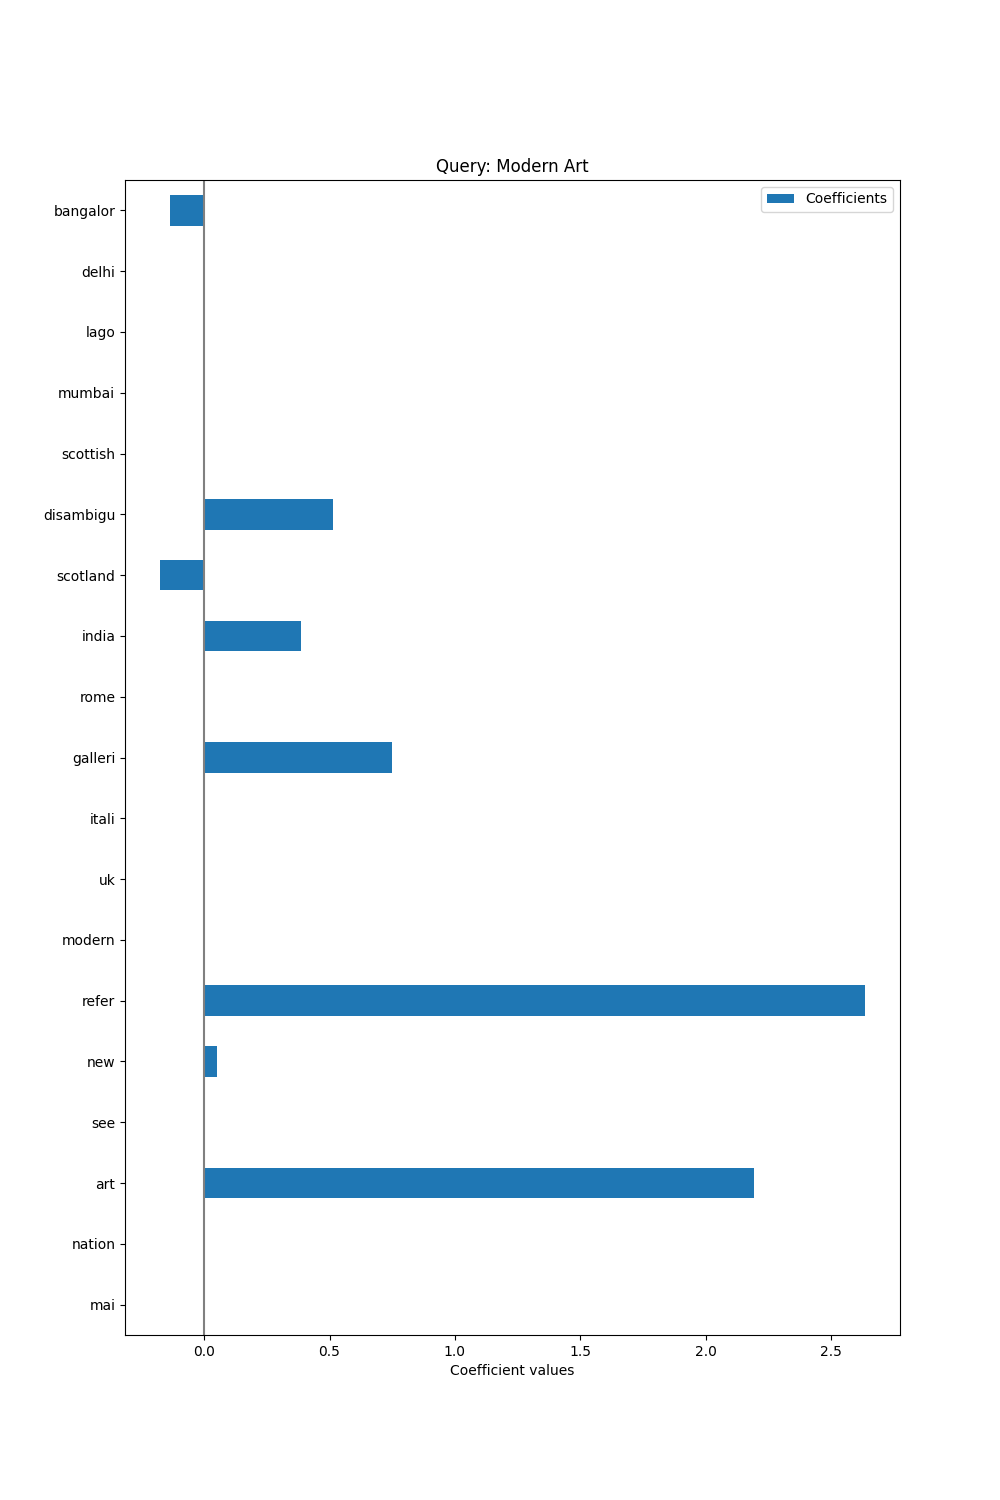 Query: Modern Art
Coefficients
bangalor
delhi
lago
mumbai
scottish
disambigu
scotland
india
rome
galleri
itali
uk
modern
refer
new
see
art
nation
mai
0.0 0.5 1.0 1.5 2.0 2.5
Coefficient values